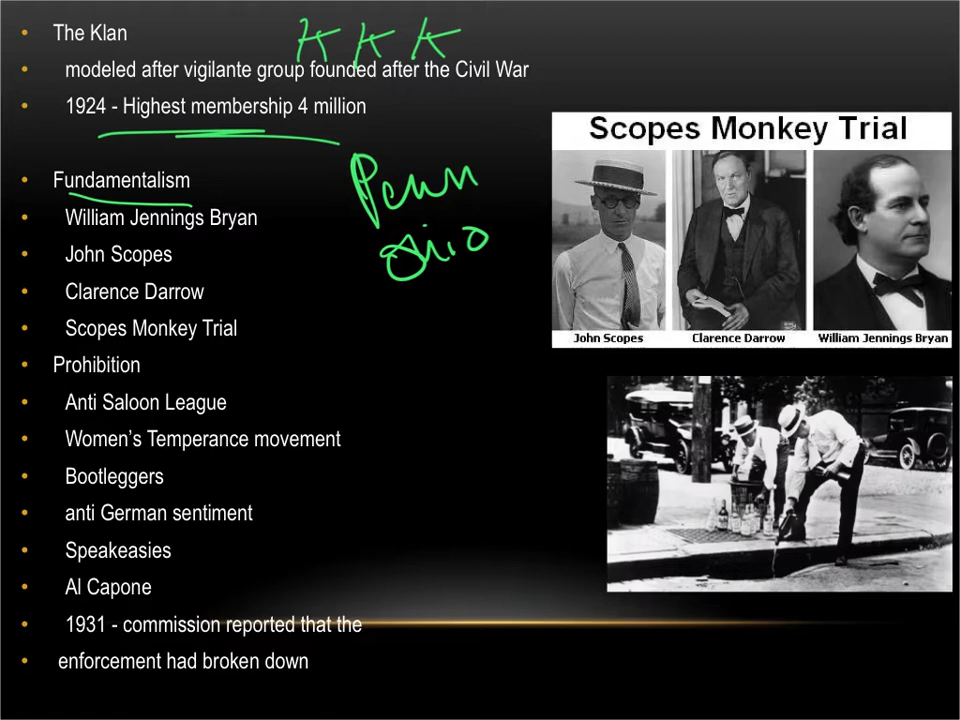 The Klan
K K K
modeled after vigilante group founded after the Civil War
1924 - Highest membership 4 million
Fundamentalism
William Jennings Bryan
John Scopes
Clarence Darrow
Scopes Monkey Trial
Prohibition
Anti Saloon League
Women's Temperance movement
Bootleggers
anti German sentiment
Speakeasies
Al Capone
1931 - commission reported that the
enforcement had broken down
Penn
Ohio
Scopes Monkey Trial
John Scopes
Clarence Darrow
William Jennings Bryan